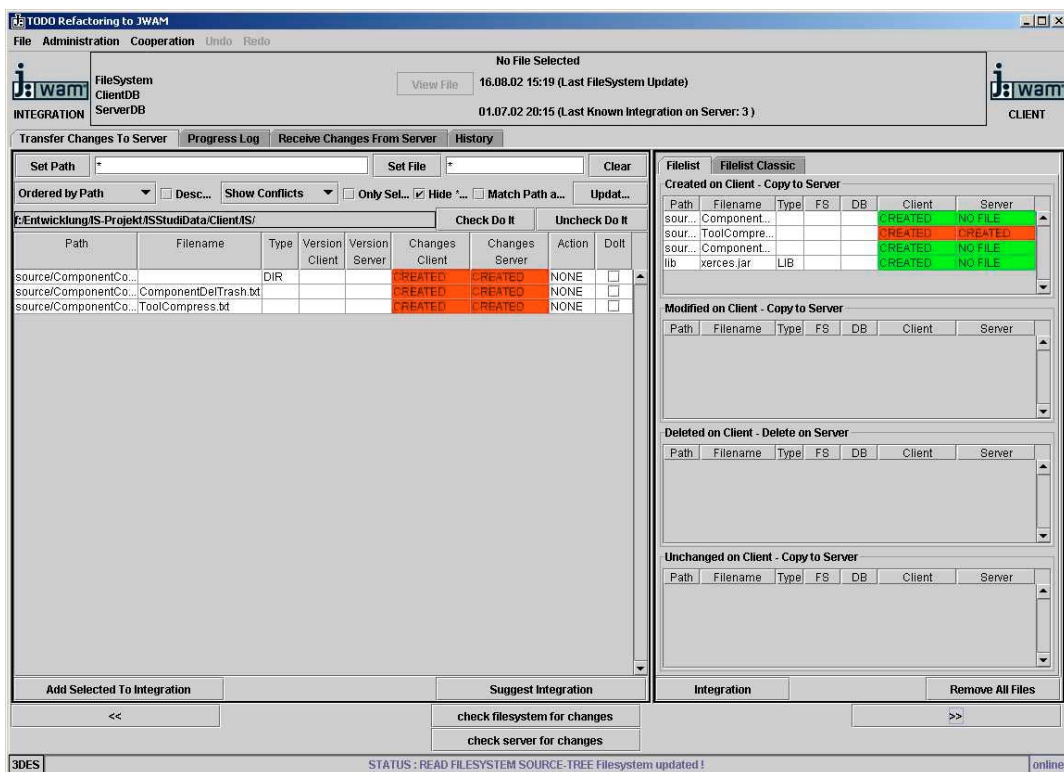 TODO Refactoring to JWAM
File Administration Cooperation Undo Redo
No File Selected
j:wam
INTEGRATION
FileSystem
ClientDB
ServerDB
View File
16.08.02 15:19 (Last FileSystem Update)
01.07.02 20:15 (Last Known Integration on Server: 3 )
j:wam
CLIENT
Transfer Changes To Server Progress Log Receive Changes From Server History
Set Path * Set File * Clear
Ordered by Path Desc... Show Conflicts Only Sel... Hide *... Match Path a... Updat...
f:/Entwicklung/IS-Projekt/ISStudiData/Client/IS/ Check Do It Uncheck Do It
Path Filename Type Version Client Version Server Changes Client Changes Server Action DoIt
source/ComponentCo... DIR CREATED CREATED NONE
source/ComponentCo... ComponentDelTrash.txt CREATED CREATED NONE
source/ComponentCo... ToolCompress.txt CREATED CREATED NONE
Add Selected To Integration Suggest Integration
Filelist Filelist Classic
Created on Client - Copy to Server
Path Filename Type FS DB Client Server
sour... Component... CREATED NO FILE
sour... ToolCompre... CREATED CREATED
sour... Component... CREATED NO FILE
lib xerces.jar LIB CREATED NO FILE
Modified on Client - Copy to Server
Path Filename Type FS DB Client Server
Deleted on Client - Delete on Server
Path Filename Type FS DB Client Server
Unchanged on Client - Copy to Server
Path Filename Type FS DB Client Server
Integration Remove All Files
<< check filesystem for changes >>
check server for changes
3DES STATUS : READ FILESYSTEM SOURCE-TREE Filesystem updated ! online